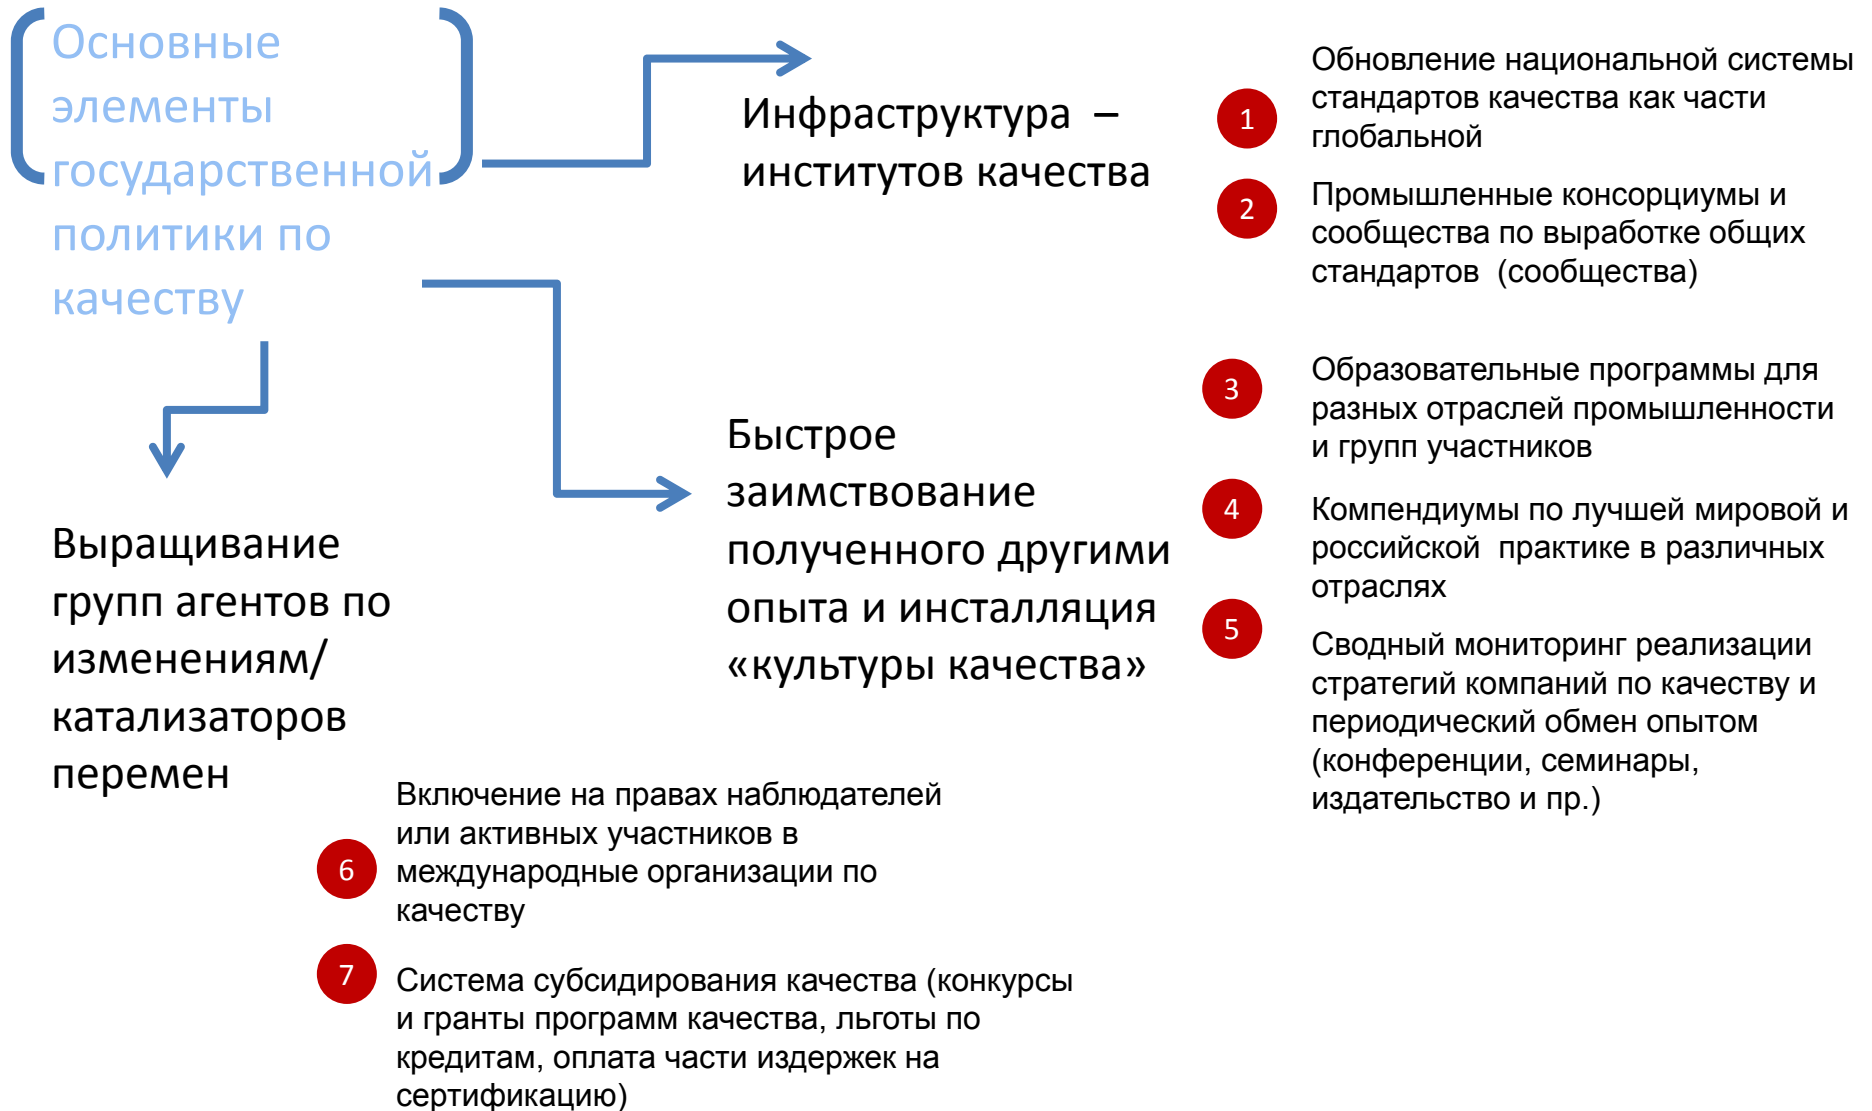 Основные
элементы
государственной
политики по
качеству
Инфраструктура –
институтов качества
1
Обновление национальной системы
стандартов качества как части
глобальной
2
Промышленные консорциумы и
сообщества по выработке общих
стандартов (сообщества)
Быстрое
заимствование
полученного другими
опыта и инсталляция
«культуры качества»
3
Образовательные программы для
разных отраслей промышленности
и групп участников
4
Компендиумы по лучшей мировой и
российской практике в различных
отраслях
5
Сводный мониторинг реализации
стратегий компаний по качеству и
периодический обмен опытом
(конференции, семинары,
издательство и пр.)
Выращивание
групп агентов по
изменениям/
катализаторов
перемен
6
Включение на правах наблюдателей
или активных участников в
международные организации по
качеству
7
Система субсидирования качества (конкурсы
и гранты программ качества, льготы по
кредитам, оплата части издержек на
сертификацию)